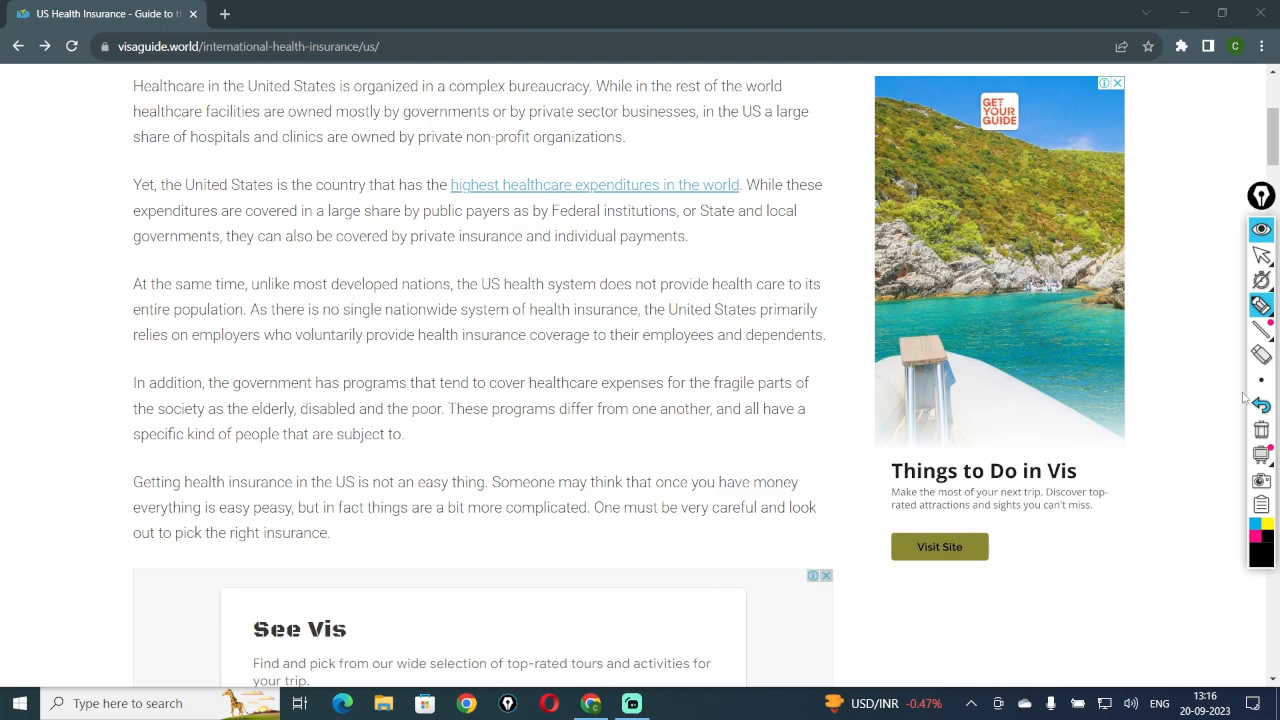 US Health Insurance - Guide to t
visaguide.world/international-health-insurance/us/
C
Healthcare in the United States is organized in a complex bureaucracy. While in the rest of the world
healthcare facilities are owned mostly by governments or by private sector businesses, in the US a large
share of hospitals and clinics are owned by private non-profit organizations.
Yet, the United States is the country that has the highest healthcare expenditures in the world. While these
expenditures are covered in a large share by public payers as by Federal institutions, or State and local
governments, they can also be covered by private insurance and individual payments.
At the same time, unlike most developed nations, the US health system does not provide health care to its
entire population. As there is no single nationwide system of health insurance, the United States primarily
relies on employers who voluntarily provide health insurance coverage to their employees and dependents.
In addition, the government has programs that tend to cover healthcare expenses for the fragile parts of
the society as the elderly, disabled and the poor. These programs differ from one another, and all have a
specific kind of people that are subject to.
Getting health insurance in the US is not an easy thing. Someone may think that once you have money
everything is easy peasy, but in fact things are a bit more complicated. One must be very careful and look
out to pick the right insurance.
GET
YOUR
GUIDE
Things to Do in Vis
Make the most of your next trip. Discover top-
rated attractions and sights you can't miss.
Visit Site
See Vis
Find and pick from our wide selection of top-rated tours and activities for
your trip.
Type here to search
USD/INR -0.47%
ENG
13:16
20-09-2023